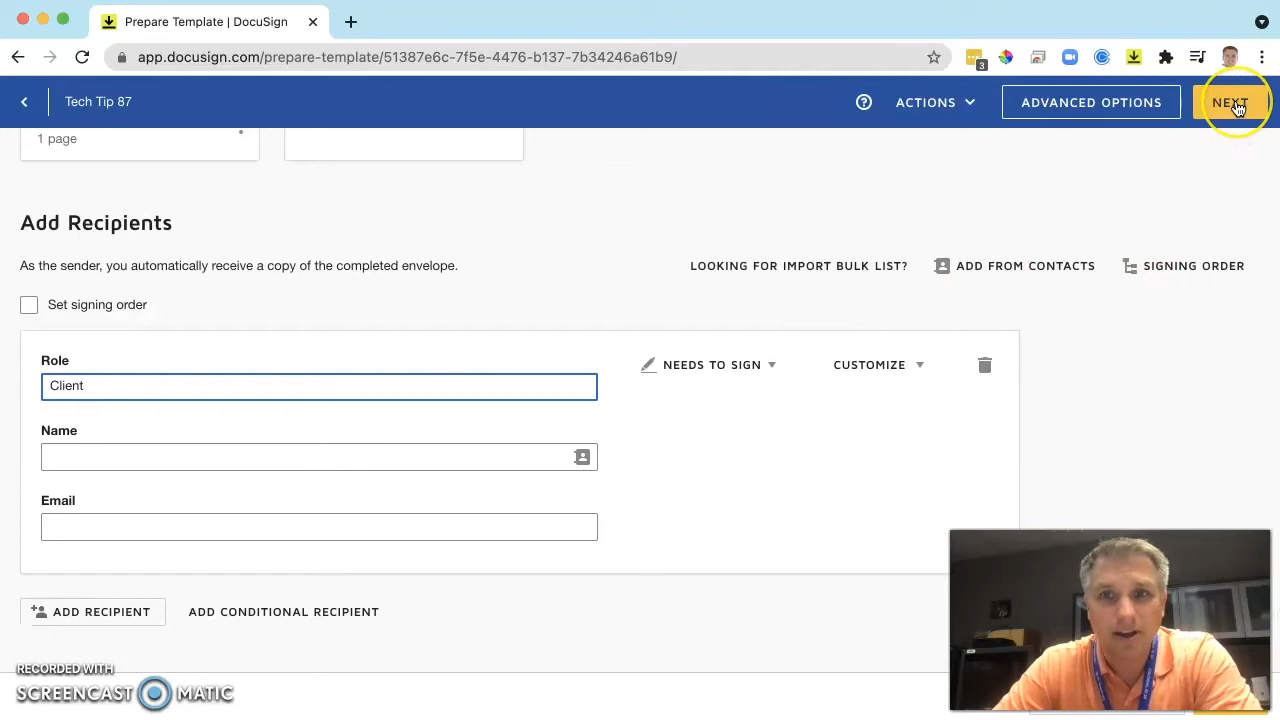 Prepare Template | DocuSign
app.docusign.com/prepare-template/51387e6c-7f5e-4476-b137-7b34246a61b9/
3
Tech Tip 87
ACTIONS
ADVANCED OPTIONS
NEXT
1 page
Add Recipients
As the sender, you automatically receive a copy of the completed envelope.
LOOKING FOR IMPORT BULK LIST?
ADD FROM CONTACTS
SIGNING ORDER
Set signing order
Role
NEEDS TO SIGN
CUSTOMIZE
Client
Name
Email
ADD RECIPIENT
ADD CONDITIONAL RECIPIENT
RECORDED WITH
SCREENCAST MATIC